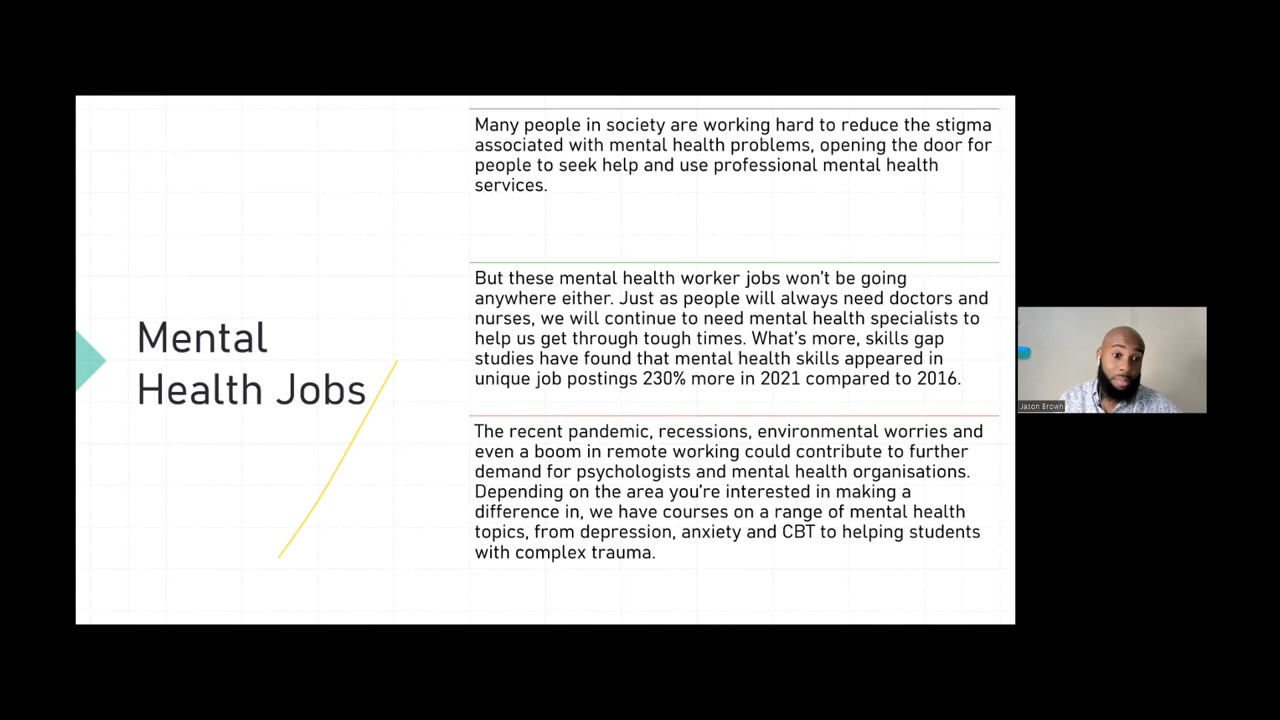 Mental
Health Jobs
Many people in society are working hard to reduce the stigma
associated with mental health problems, opening the door for
people to seek help and use professional mental health
services.
But these mental health worker jobs won't be going
anywhere either. Just as people will always need doctors and
nurses, we will continue to need mental health specialists to
help us get through tough times. What's more, skills gap
studies have found that mental health skills appeared in
unique job postings 230% more in 2021 compared to 2016.
The recent pandemic, recessions, environmental worries and
even a boom in remote working could contribute to further
demand for psychologists and mental health organisations.
Depending on the area you're interested in making a
difference in, we have courses on a range of mental health
topics, from depression, anxiety and CBT to helping students
with complex trauma.
Jason Brown